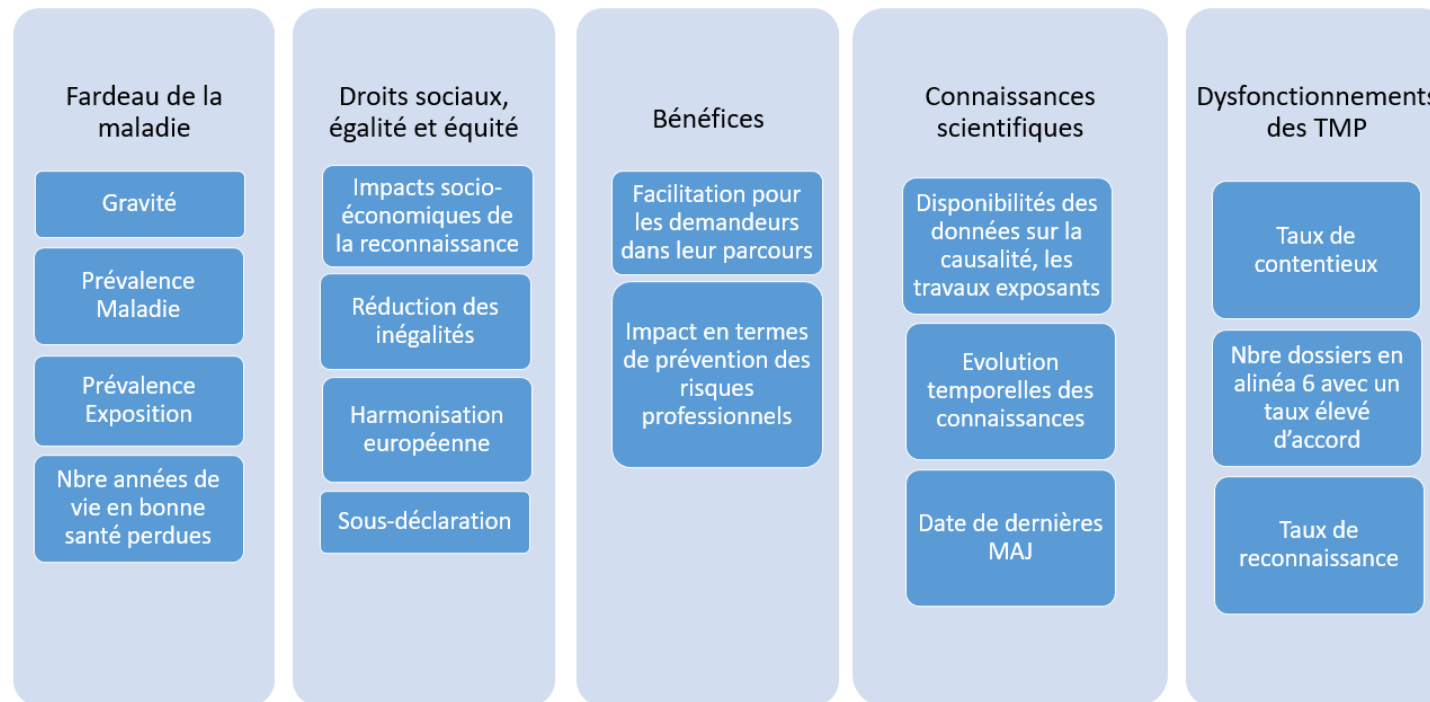 Fardeau de la
maladie
Gravité
Prévalence
Maladie
Prévalence
Exposition
Nbre années de
vie en bonne
santé perdues
Droits sociaux,
égalité et équité
Impacts socio-
économiques de
la reconnaissance
Réduction des
inégalités
Harmonisation
européenne
Sous-déclaration
Bénéfices
Facilitation pour
les demandeurs
dans leur parcours
Impact en termes
de prévention des
risques
professionnels
Connaissances
scientifiques
Disponibilités des
données sur la
causalité, les
travaux exposants
Evolution
temporelles des
connaissances
Date de dernières
MAJ
Dysfonctionnements
des TMP
Taux de
contentieux
Nbre dossiers en
alinéa 6 avec un
taux élevé
d’accord
Taux de
reconnaissance